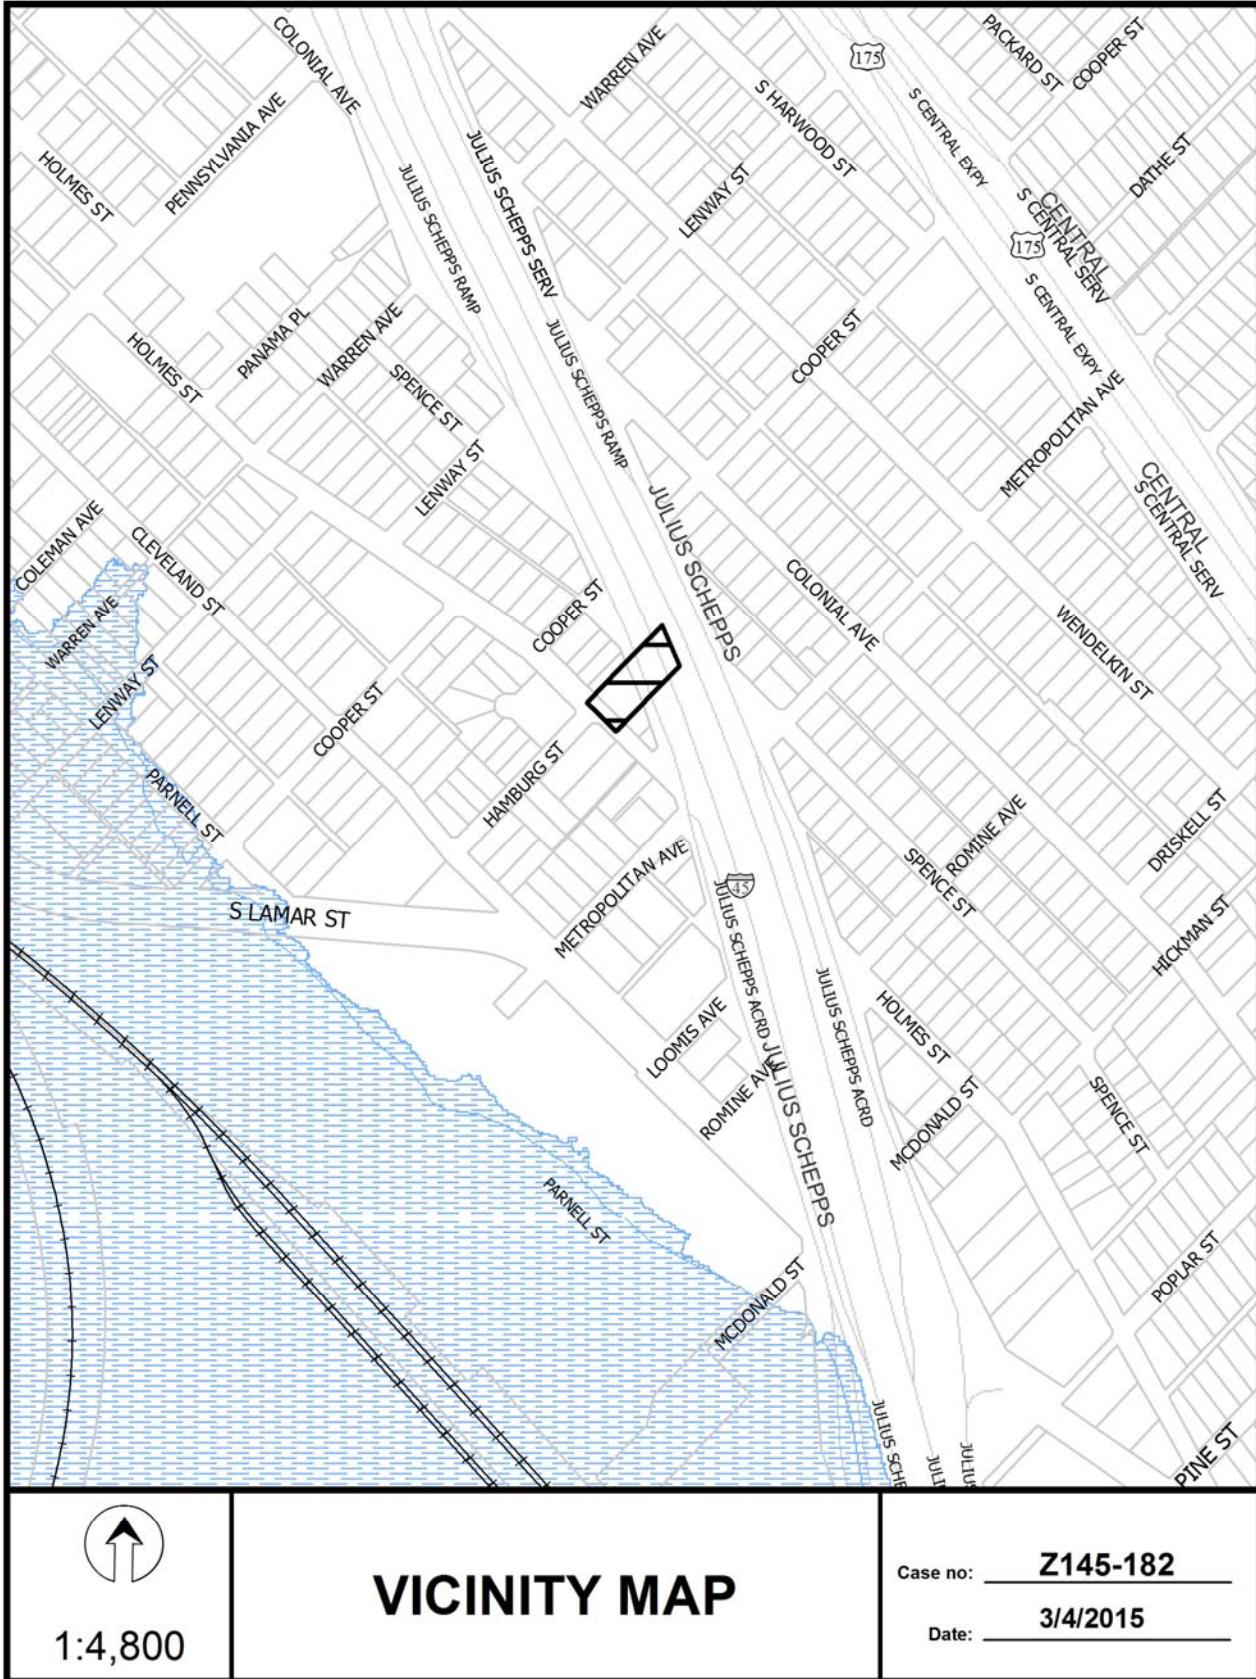 COLONIAL AVE
WARREN AVE
175
PACKARD ST
COOPER ST
S HARWOOD ST
S CENTRAL EXPY
PENNSYLVANIA AVE
HOLMES ST
JULIUS SCHEPPS RAMP
JULIUS SCHEPPS SERV
LENWAY ST
DATHE ST
CENTRAL
S CENTRAL SERV
175
S CENTRAL EXPY
PANAMA PL
WARREN AVE
HOLMES ST
SPENCE ST
JULIUS SCHEPPS RAMP
COOPER ST
METROPOLITAN AVE
LENWAY ST
JULIUS SCHEPPS
CENTRAL
S CENTRAL SERV
COLEMAN AVE
CLEVELAND ST
WARREN AVE
LENWAY ST
COOPER ST
COLONIAL AVE
WENDELKIN ST
COOPER ST
HAMBURG ST
PARNELL ST
METROPOLITAN AVE
45
ROMINE AVE
SPENCE ST
DRISKELL ST
HICKMAN ST
S LAMAR ST
JULIUS SCHEPPS ACRD
JULIUS SCHEPPS ACRD
LOOMIS AVE
HOLMES ST
ROMINE AVE
JULIUS SCHEPPS
MCDONALD ST
SPENCE ST
PARNELL ST
MCDONALD ST
POPLAR ST
JULIUS SCHE
JULI
JULIUS
PINE ST
1:4,800
VICINITY MAP
Case no: Z145-182
Date: 3/4/2015